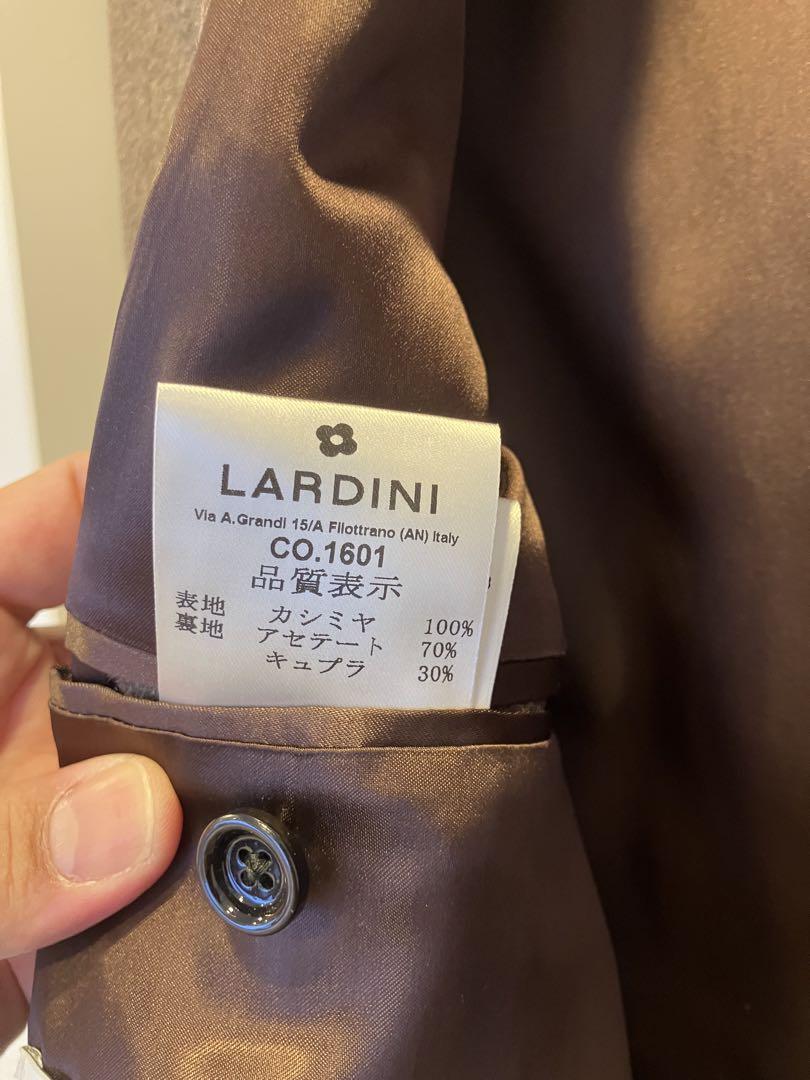 LARDINI
Via A.Grandi 15/A Filottrano (AN) Italy
CO.1601
品質表示
表地 カシミヤ 100%
裏地 アセテート 70%
キュプラ 30%